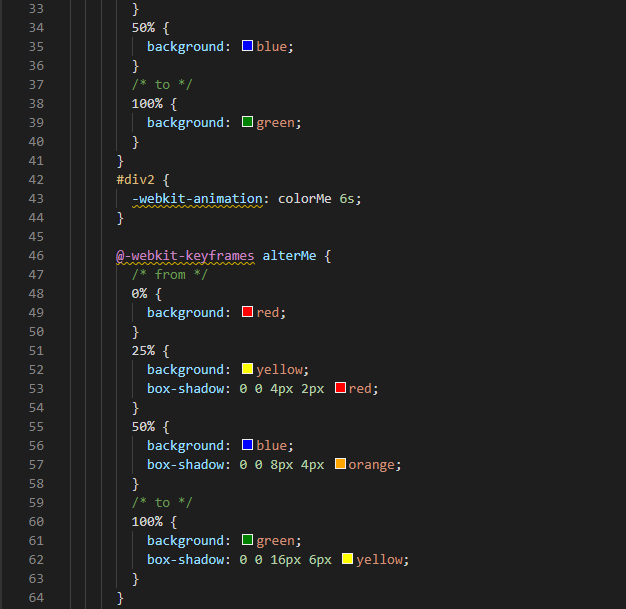 33 }
34 50% {
35 background: blue;
36 }
37 /* to */
38 100% {
39 background: green;
40 }
41 }
42 #div2 {
43 -webkit-animation: colorMe 6s;
44 }
45
46 @-webkit-keyframes alterMe {
47 /* from */
48 0% {
49 background: red;
50 }
51 25% {
52 background: yellow;
53 box-shadow: 0 0 4px 2px red;
54 }
55 50% {
56 background: blue;
57 box-shadow: 0 0 8px 4px orange;
58 }
59 /* to */
60 100% {
61 background: green;
62 box-shadow: 0 0 16px 6px yellow;
63 }
64 }